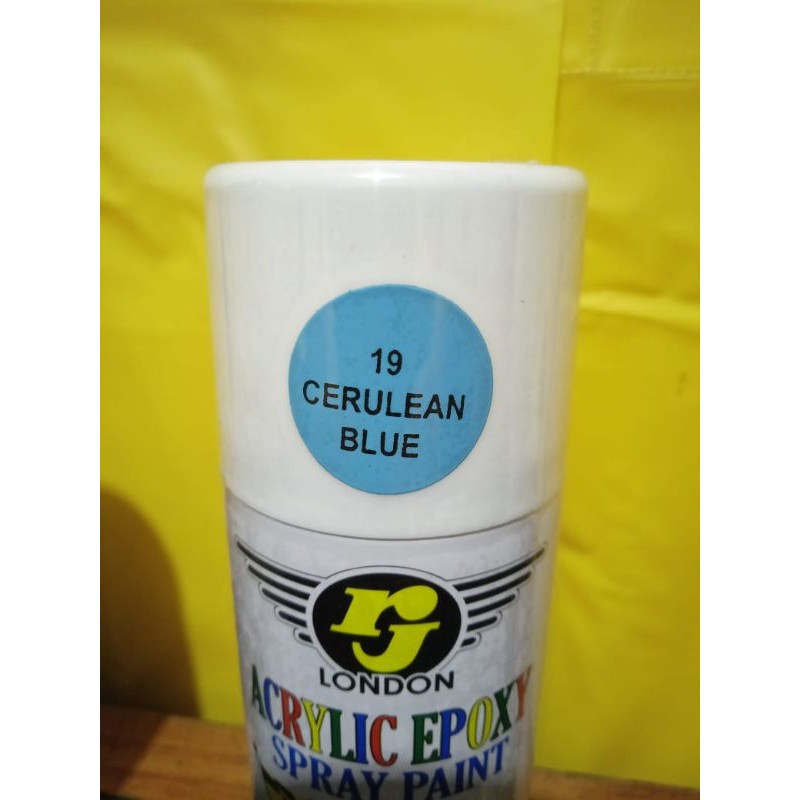 19
CERULEAN
BLUE
rJ
LONDON
ACRYLIC EPOXY
SPRAY PAINT